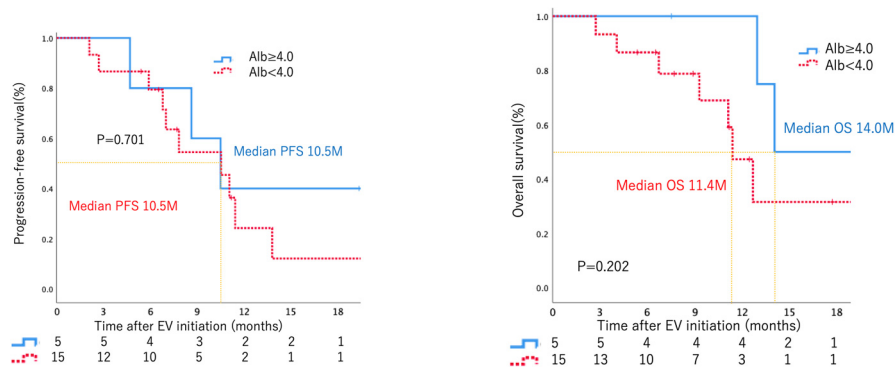 Progression-free survival(%)
1.0
0.8
0.6
0.4
0.2
0.0
Alb≥4.0
Alb<4.0
P=0.701
Median PFS 10.5M
Median PFS 10.5M
0 3 6 9 12 15 18
Time after EV initiation (months)
5 5 4 3 2 2 1
15 12 10 5 2 1 1
Overall survival(%)
1.0
0.8
0.6
0.4
0.2
0.0
Alb≥4.0
Alb<4.0
Median OS 14.0M
Median OS 11.4M
P=0.202
0 3 6 9 12 15 18
Time after EV initiation (months)
5 5 4 4 4 2 1
15 13 10 7 3 1 1